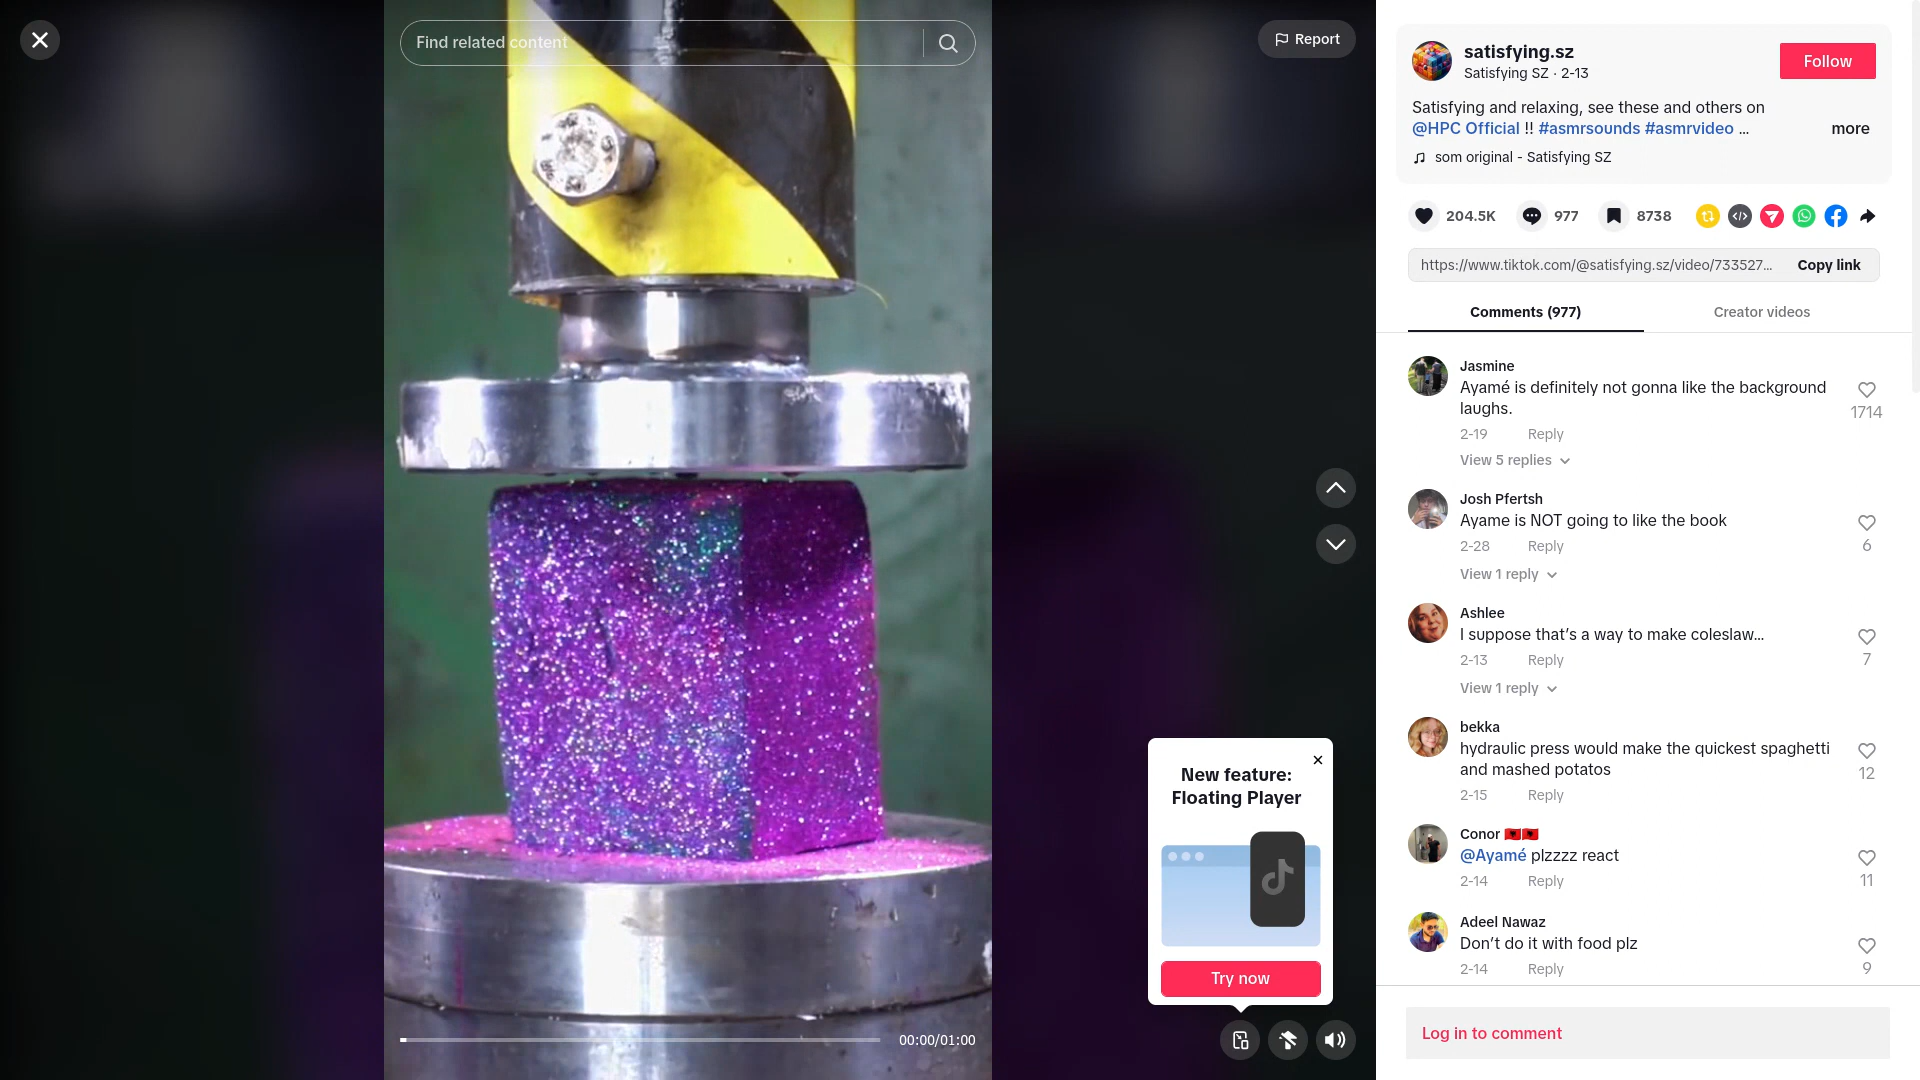 Find related content
Report
satisfying.sz
Satisfying SZ · 2-13
Follow
Satisfying and relaxing, see these and others on
@HPC Official !! #asmrsounds #asmrvideo ...
more
som original - Satisfying SZ
204.5K
977
8738
https://www.tiktok.com/@satisfying.sz/video/733527...
Copy link
Comments (977)
Creator videos
Jasmine
Ayamé is definitely not gonna like the background
laughs.
1714
2-19 Reply
View 5 replies
Josh Pfertsh
Ayame is NOT going to like the book
6
2-28 Reply
View 1 reply
Ashlee
I suppose that's a way to make coleslaw...
7
2-13 Reply
View 1 reply
bekka
hydraulic press would make the quickest spaghetti
and mashed potatos
12
2-15 Reply
Conor 🇦🇱🇦🇱
@Ayamé plzzzz react
11
2-14 Reply
Adeel Nawaz
Don't do it with food plz
9
2-14 Reply
Log in to comment
New feature:
Floating Player
Try now
00:00/01:00